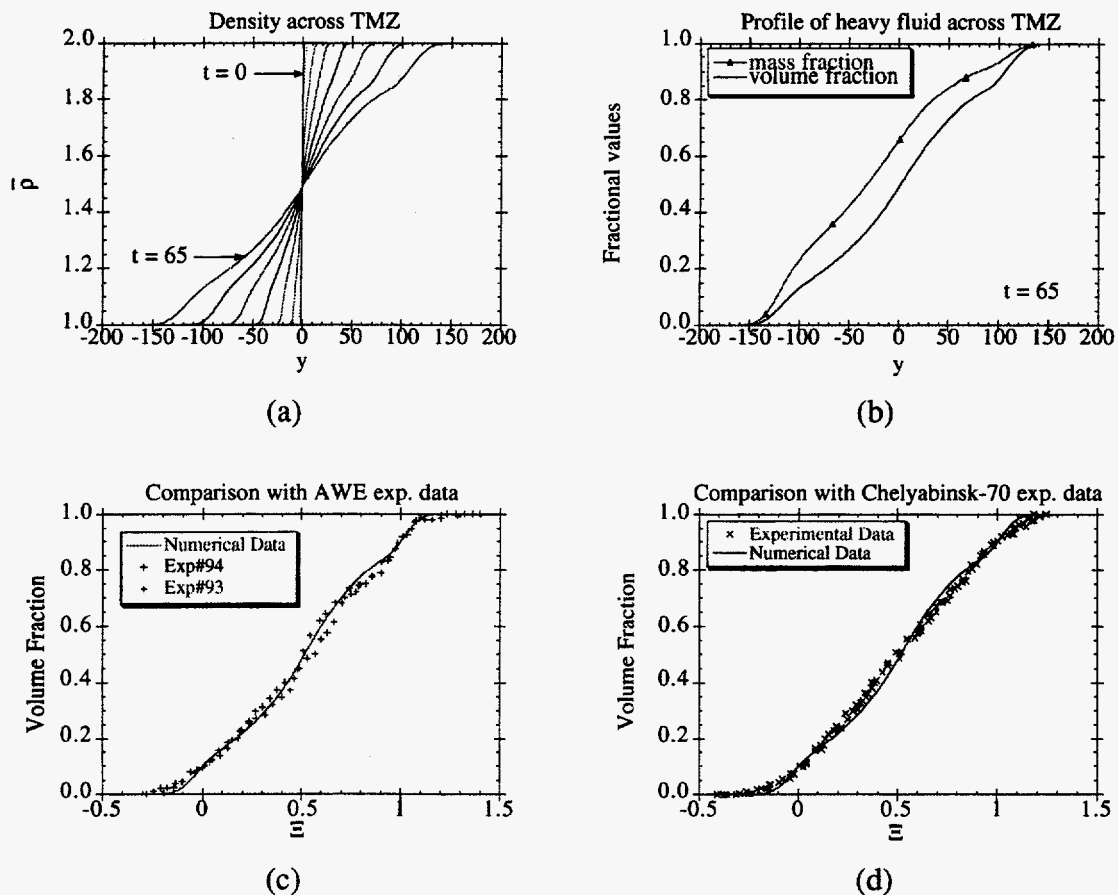 Density across TMZ
2.0
1.8
1.6
1.4
1.2
1.0
ρ̄
t = 0
t = 65
-200 -150 -100 -50 0 50 100 150 200
y
(a)
Profile of heavy fluid across TMZ
1.0
0.8
0.6
0.4
0.2
0.0
Fractional values
mass fraction
volume fraction
t = 65
-200 -150 -100 -50 0 50 100 150 200
y
(b)
Comparison with AWE exp. data
1.0
0.8
0.6
0.4
0.2
0.0
Volume Fraction
Numerical Data
Exp#94
Exp#93
-0.5 0 0.5 1 1.5
Ξ
(c)
Comparison with Chelyabinsk-70 exp. data
1.0
0.8
0.6
0.4
0.2
0.0
Volume Fraction
Experimental Data
Numerical Data
-0.5 0 0.5 1 1.5
Ξ
(d)